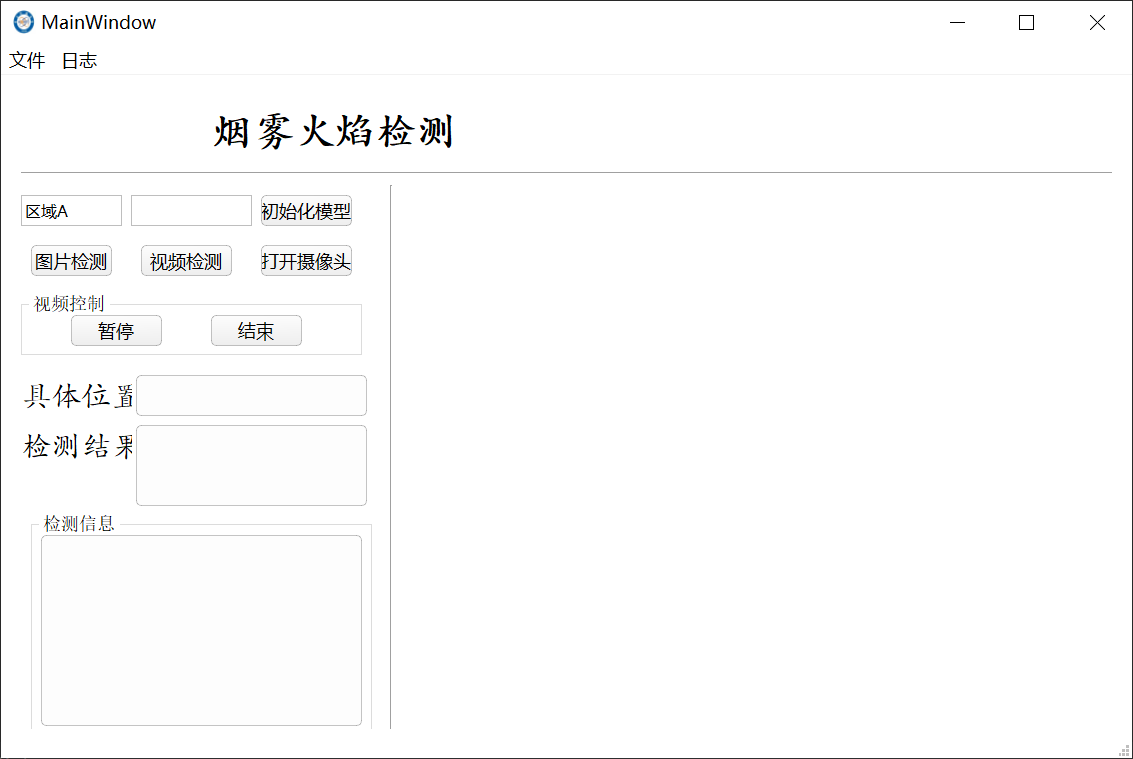 MainWindow
文件 日志
烟雾火焰检测
区域A 初始化模型
图片检测 视频检测 打开摄像头
视频控制
暂停 结束
具体位置
检测结果
检测信息